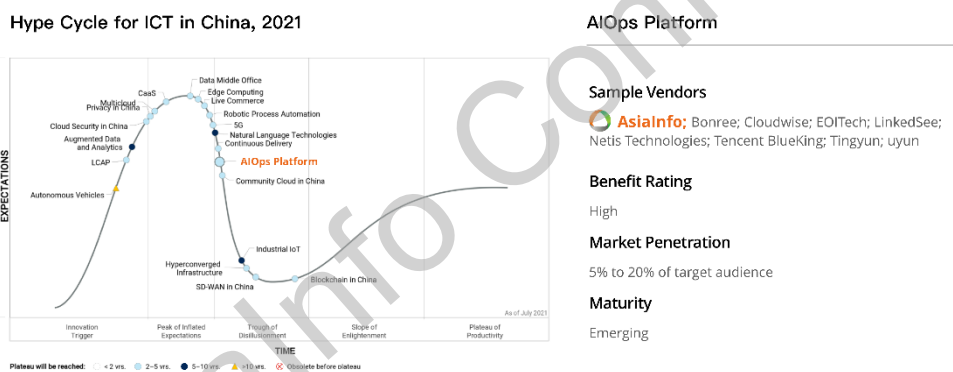 Hype Cycle for ICT in China, 2021
EXPECTATIONS
Data Middle Office
CaaS
Edge Computing
Live Commerce
Multicloud
Privacy in China
Robotic Process Automation
Cloud Security in China
5G
Natural Language Technologies
Augmented Data
and Analytics
Continuous Delivery
LCAP
AIOps Platform
Community Cloud in China
Autonomous Vehicles
Industrial IoT
Hyperconverged
Infrastructure
SD-WAN in China
Blockchain in China
As of July 2021
Innovation
Trigger
Peak of Inflated
Expectations
Trough of
Disillusionment
Slope of
Enlightenment
Plateau of
Productivity
TIME
Plateau will be reached: < 2 yrs. 2–5 yrs. 5–10 yrs. >10 yrs. Obsolete before plateau
AIOps Platform
Sample Vendors
AsiaInfo; Bonree; Cloudwise; EOITech; LinkedSee;
Netis Technologies; Tencent BlueKing; Tingyun; uyun
Benefit Rating
High
Market Penetration
5% to 20% of target audience
Maturity
Emerging